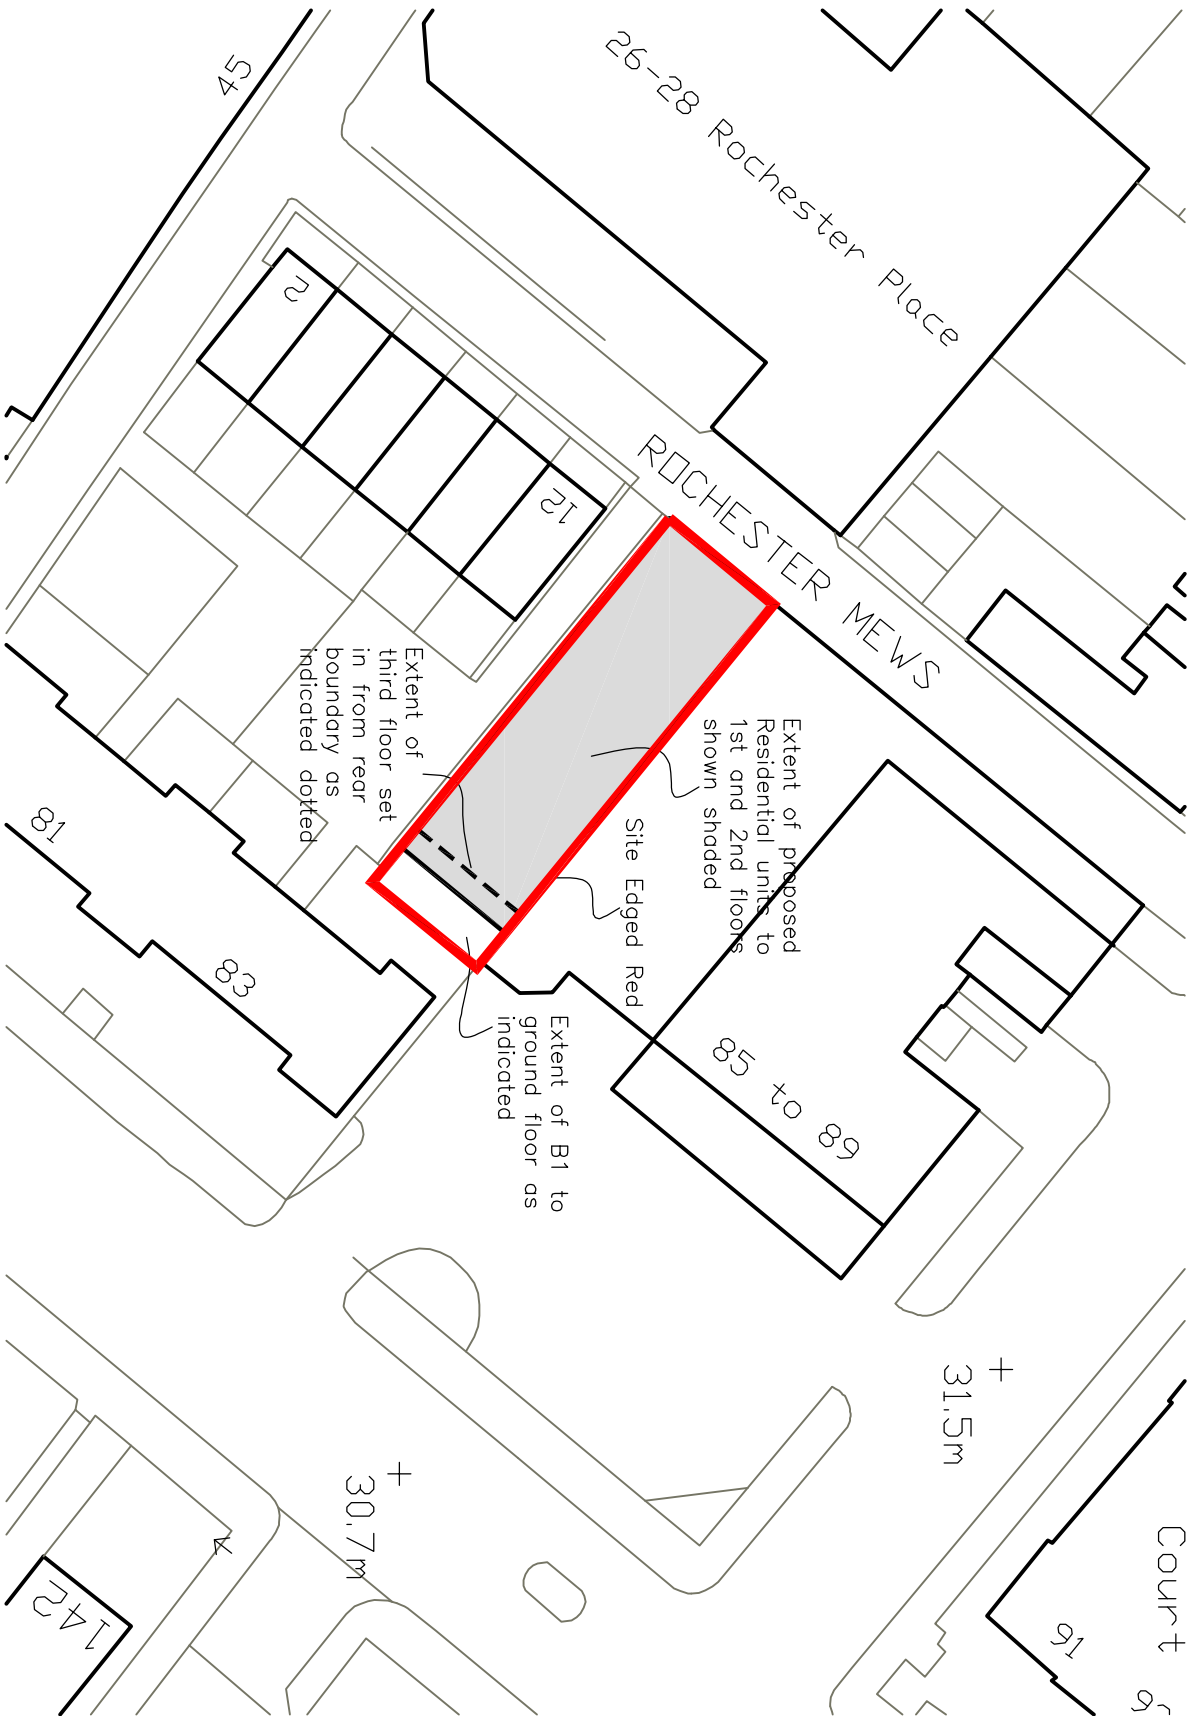 45
26-28 Rochester Place
2
12
ROCHESTER MEWS
Extent of
third floor set
in from rear
boundary as
indicated dotted
Extent of proposed
Residential units to
1st and 2nd floors
shown shaded
Site Edged Red
81
83
85 to 89
Extent of B1 to
ground floor as
indicated
31.5m
30.7m
Court
91
142